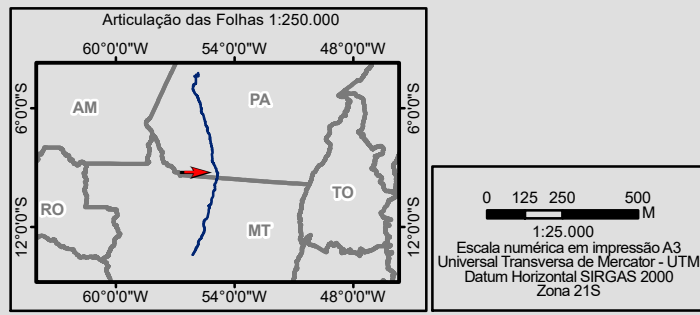 Articulação das Folhas 1:250.000
60°0'0"W 54°0'0"W 48°0'0"W
6°0'0"S
AM
PA
6°0'0"S
RO
TO
12°0'0"S
MT
12°0'0"S
60°0'0"W 54°0'0"W 48°0'0"W
0 125 250 500
M
1:25.000
Escala numérica em impressão A3
Universal Transversa de Mercator - UTM
Datum Horizontal SIRGAS 2000
Zona 21S